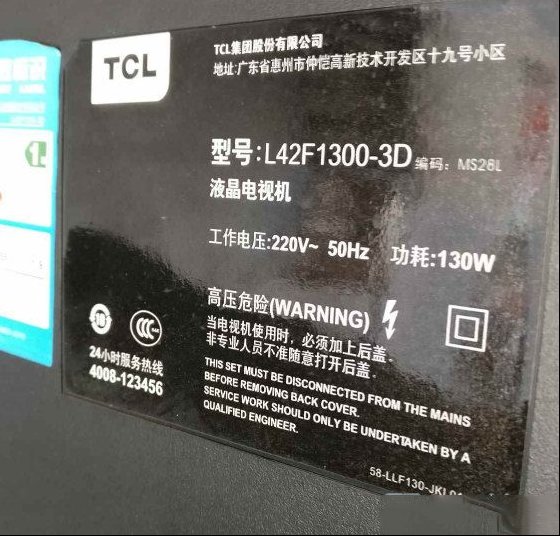 TCL
TCL集团股份有限公司
地址:广东省惠州市仲恺高新技术开发区十九号小区
型号:L42F1300-3D 编码: MS28L
液晶电视机
工作电压:220V~ 50Hz 功耗:130W
高压危险(WARNING)
当电视机使用时，必须加上后盖。
非专业人员不准随意打开后盖。
THIS SET MUST BE DISCONNECTED FROM THE MAINS
BEFORE REMOVING BACK COVER.
SERVICE WORK SHOULD ONLY BE UNDERTAKEN BY A
QUALIFIED ENGINEER.
10
CCC
24小时服务热线
4008-123456
1